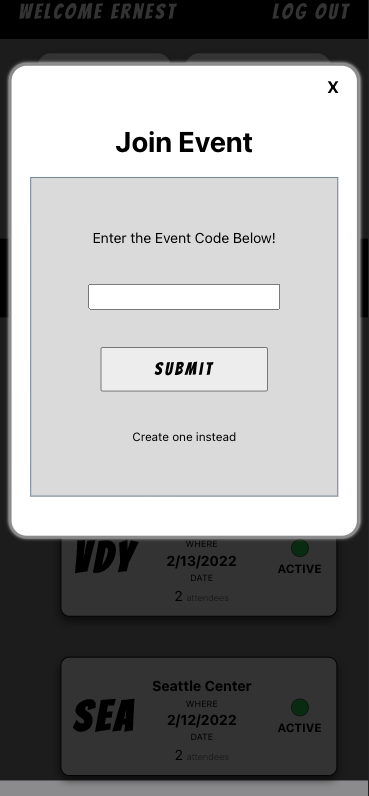 WELCOME ERNEST
LOG OUT
X
Join Event
Enter the Event Code Below!
SUBMIT
Create one instead
VDY
WHERE
2/13/2022
DATE
2 attendees
ACTIVE
Seattle Center
SEA
WHERE
2/12/2022
DATE
2 attendees
ACTIVE